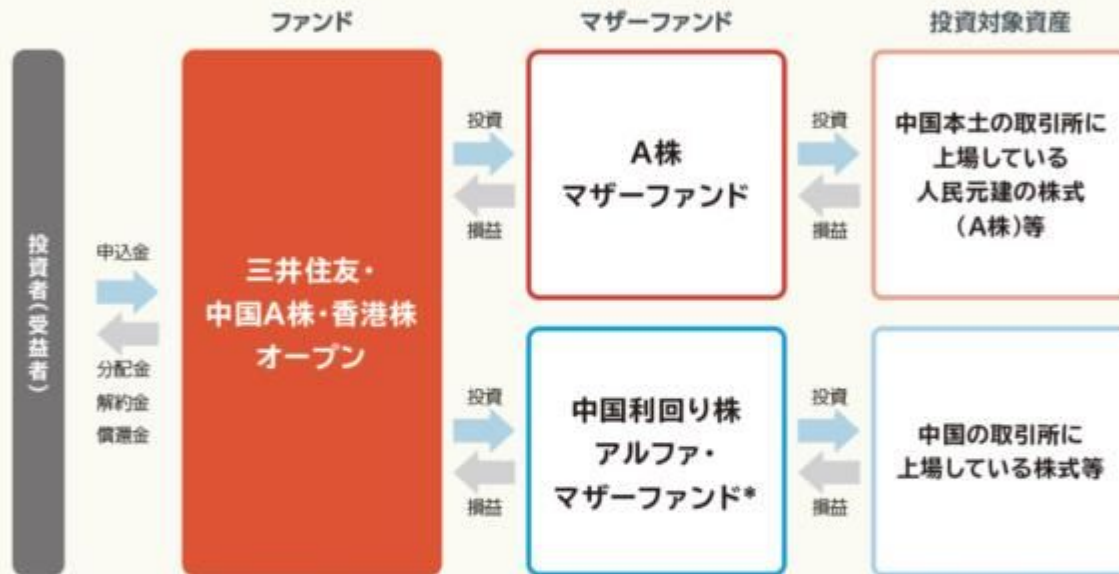 ファンド
マザーファンド
投資対象資産
投資者(受益者)
申込金
分配金
解約金
償還金
三井住友・
中国A株・香港株
オープン
投資
損益
A株
マザーファンド
投資
損益
中国本土の取引所に
上場している
人民元建の株式
(A株)等
投資
損益
中国利回り株
アルファ・
マザーファンド*
投資
損益
中国の取引所に
上場している株式等